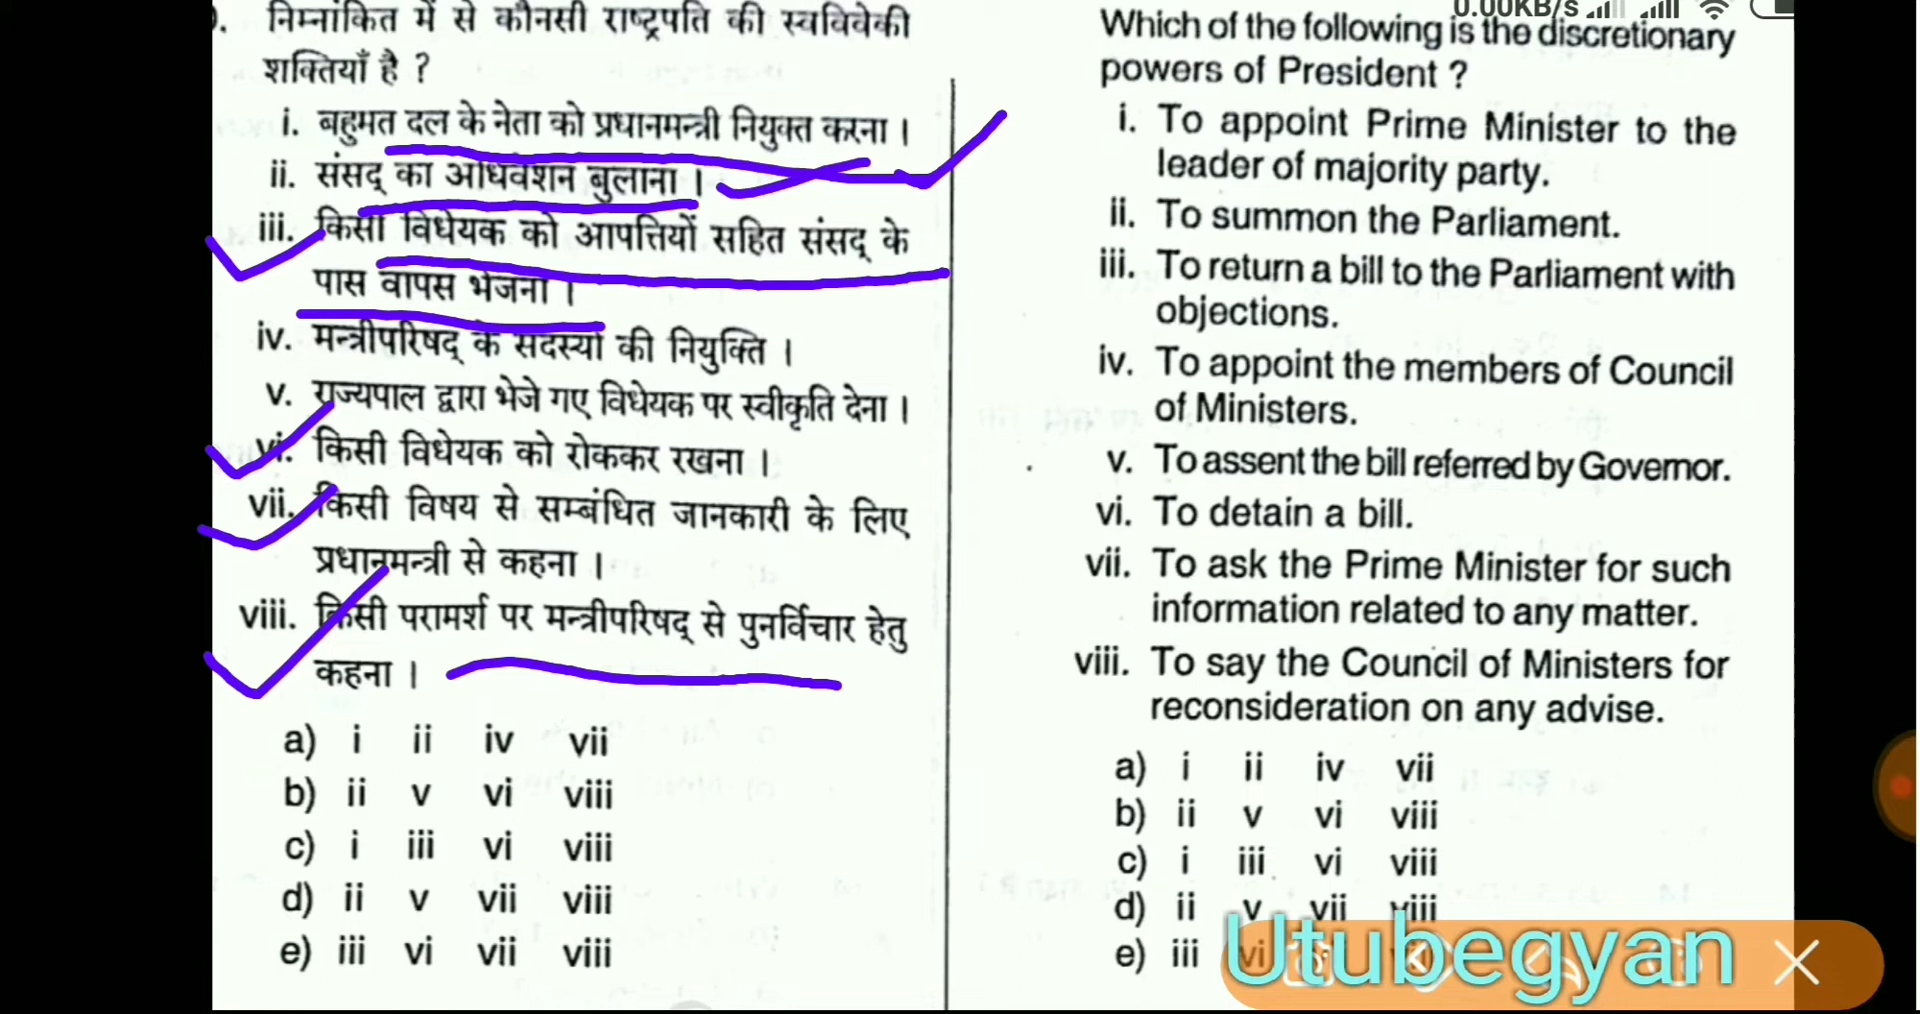 0.00KB/s
निम्नांकित में से कौनसी राष्ट्रपति की स्वविवेकी
शक्तियाँ है ?
i. बहुमत दल के नेता को प्रधानमन्त्री नियुक्त करना ।
ii. संसद् का अधिवेशन बुलाना ।
iii. किसी विधेयक को आपत्तियों सहित संसद् के
पास वापस भेजना ।
iv. मन्त्रीपरिषद् के सदस्यों की नियुक्ति ।
v. राज्यपाल द्वारा भेजे गए विधेयक पर स्वीकृति देना ।
vi. किसी विधेयक को रोककर रखना ।
vii. किसी विषय से सम्बंधित जानकारी के लिए
प्रधानमन्त्री से कहना ।
viii. किसी परामर्श पर मन्त्रीपरिषद् से पुनर्विचार हेतु
कहना ।
a) i ii iv vii
b) ii v vi viii
c) i iii vi viii
d) ii v vii viii
e) iii vi vii viii
Which of the following is the discretionary
powers of President ?
i. To appoint Prime Minister to the
leader of majority party.
ii. To summon the Parliament.
iii. To return a bill to the Parliament with
objections.
iv. To appoint the members of Council
of Ministers.
v. To assent the bill referred by Governor.
vi. To detain a bill.
vii. To ask the Prime Minister for such
information related to any matter.
viii. To say the Council of Ministers for
reconsideration on any advise.
a) i ii iv vii
b) ii v vi viii
c) i iii vi viii
d) ii v vii viii
e) iii vi
Utubegyan